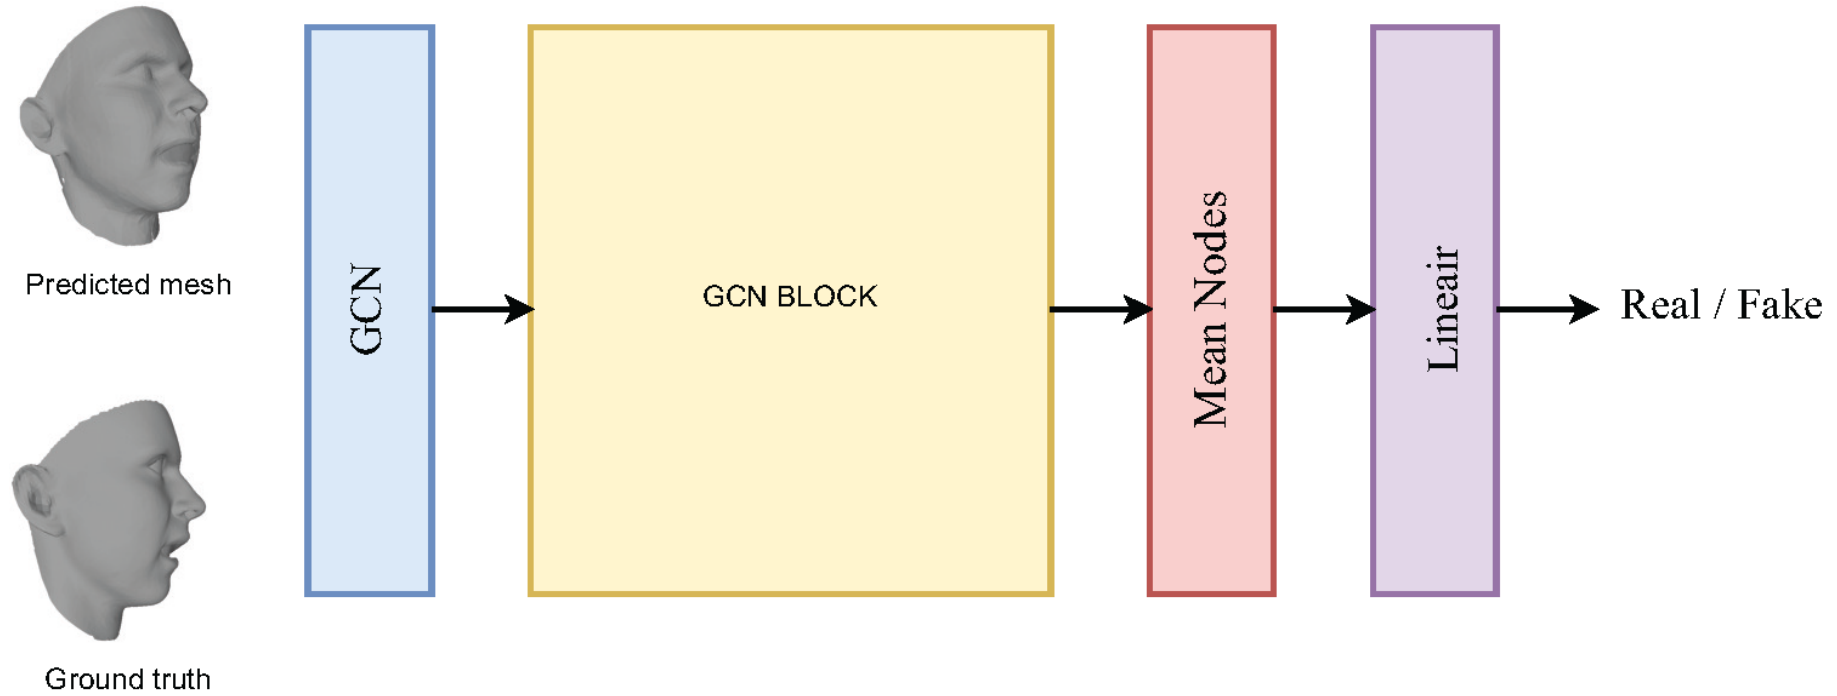 Predicted mesh
Ground truth
GCN
GCN BLOCK
Mean Nodes
Lineair
Real / Fake